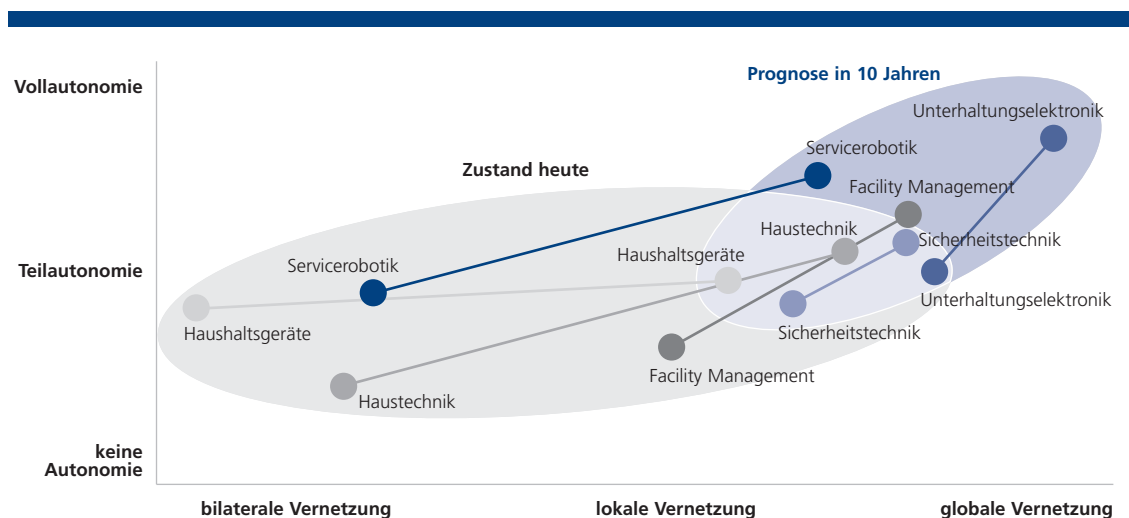 Prognose in 10 Jahren
Vollautonomie
Unterhaltungselektronik
Servicerobotik
Zustand heute
Facility Management
Haustechnik
Sicherheitstechnik
Haushaltsgeräte
Servicerobotik
Teilautonomie
Unterhaltungselektronik
Haushaltsgeräte
Sicherheitstechnik
Facility Management
Haustechnik
keine
Autonomie
bilaterale Vernetzung
lokale Vernetzung
globale Vernetzung